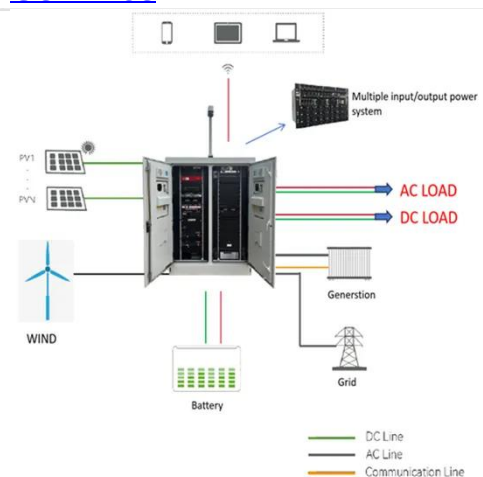 Multiple input/output power
system
PV1
PVN
AC LOAD
DC LOAD
Generstion
WIND
Grid
Battery
DC Line
AC Line
Communication Line